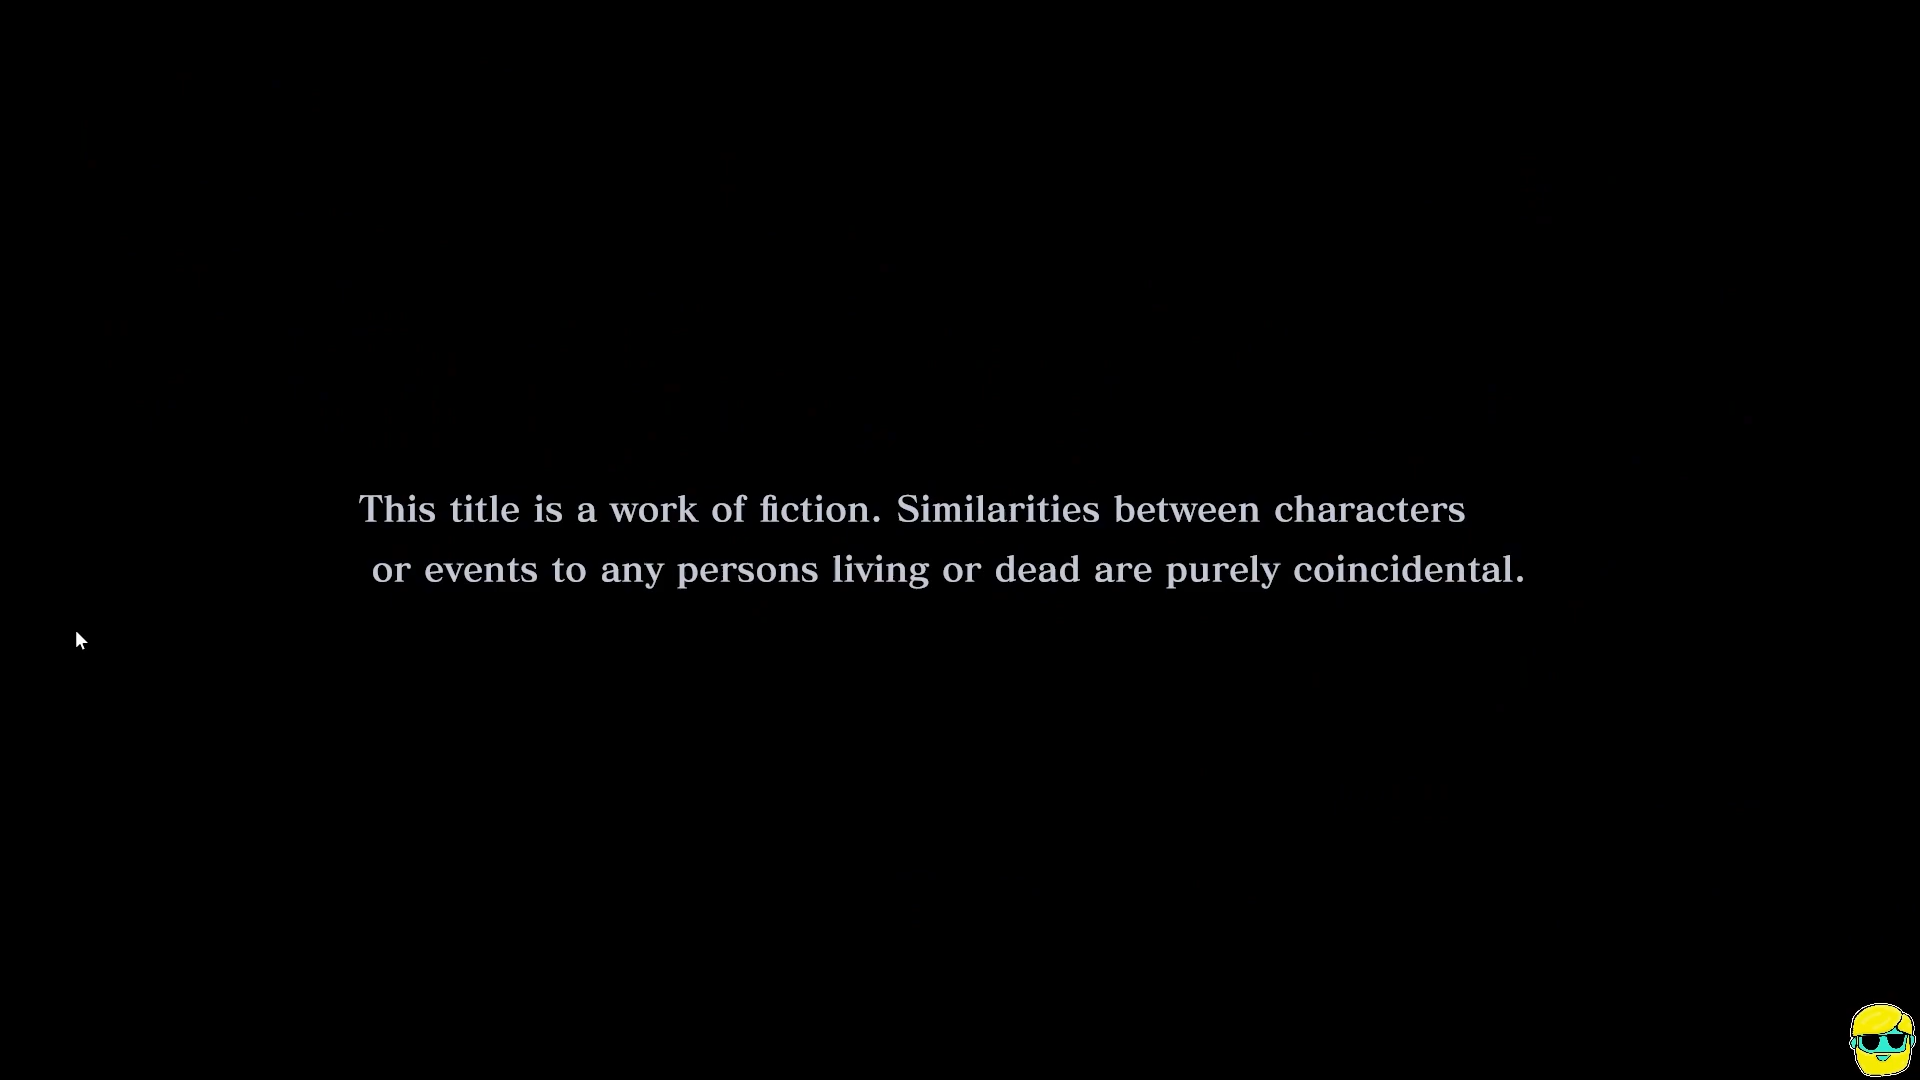 This title is a work of fiction. Similarities between characters
or events to any persons living or dead are purely coincidental.